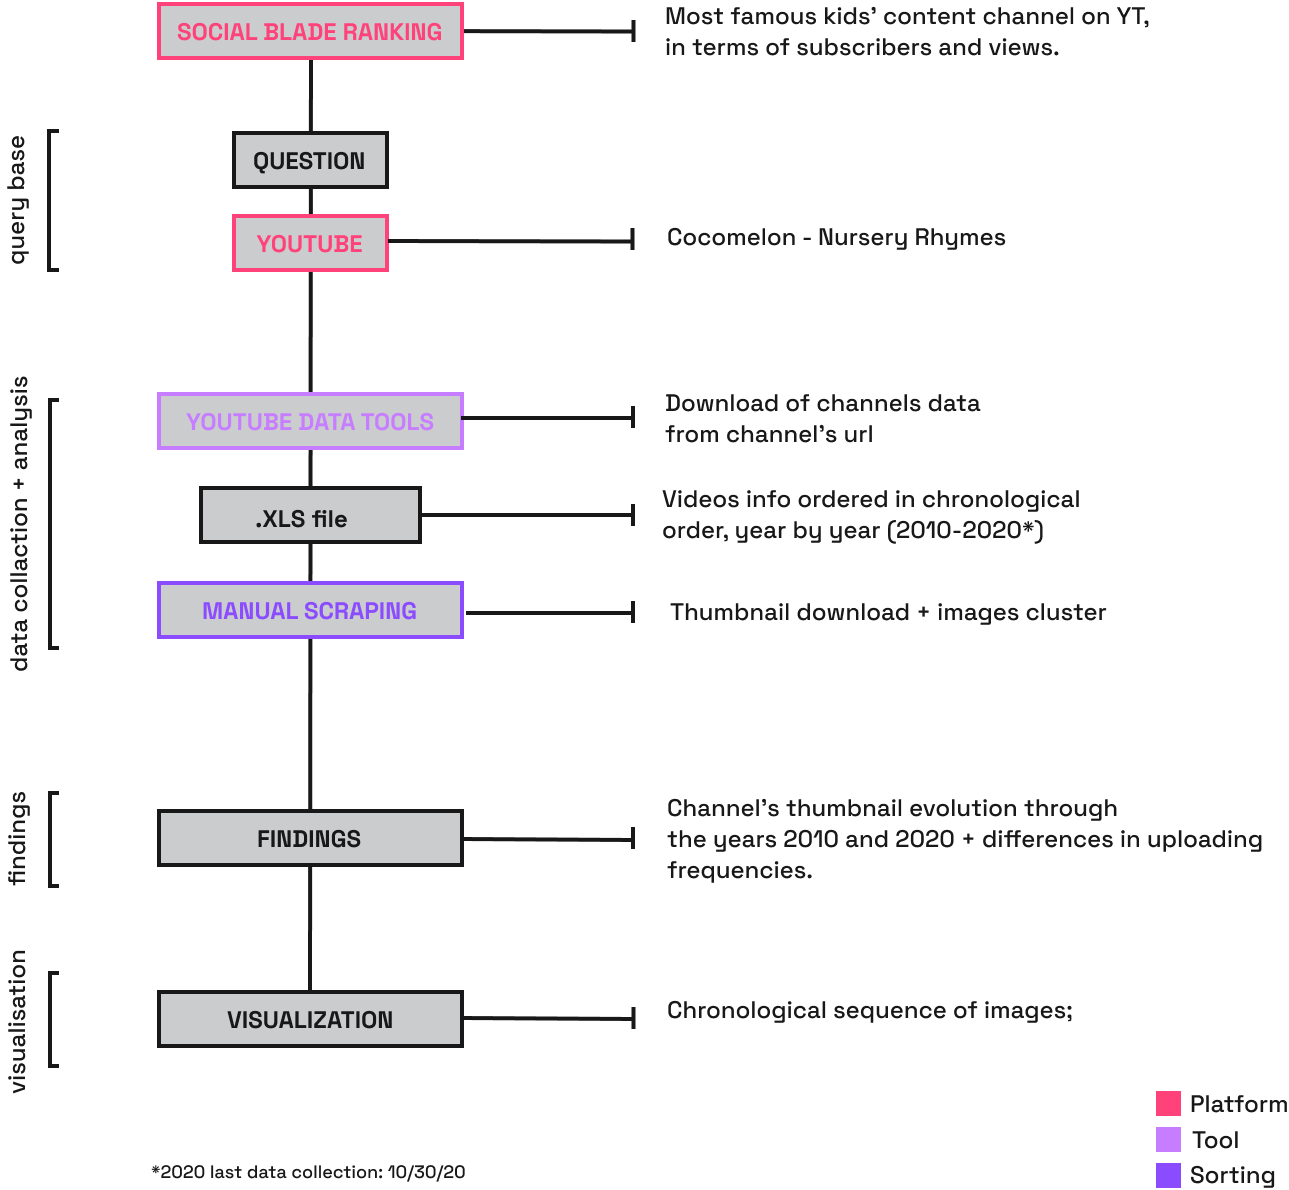 SOCIAL BLADE RANKING
Most famous kids' content channel on YT,
in terms of subscribers and views.
query base
QUESTION
YOUTUBE
Cocomelon - Nursery Rhymes
data collaction + analysis
YOUTUBE DATA TOOLS
Download of channels data
from channel's url
.XLS file
Videos info ordered in chronological
order, year by year (2010-2020*)
MANUAL SCRAPING
Thumbnail download + images cluster
findings
FINDINGS
Channel's thumbnail evolution through
the years 2010 and 2020 + differences in uploading
frequencies.
visualisation
VISUALIZATION
Chronological sequence of images;
Platform
Tool
Sorting
*2020 last data collection: 10/30/20